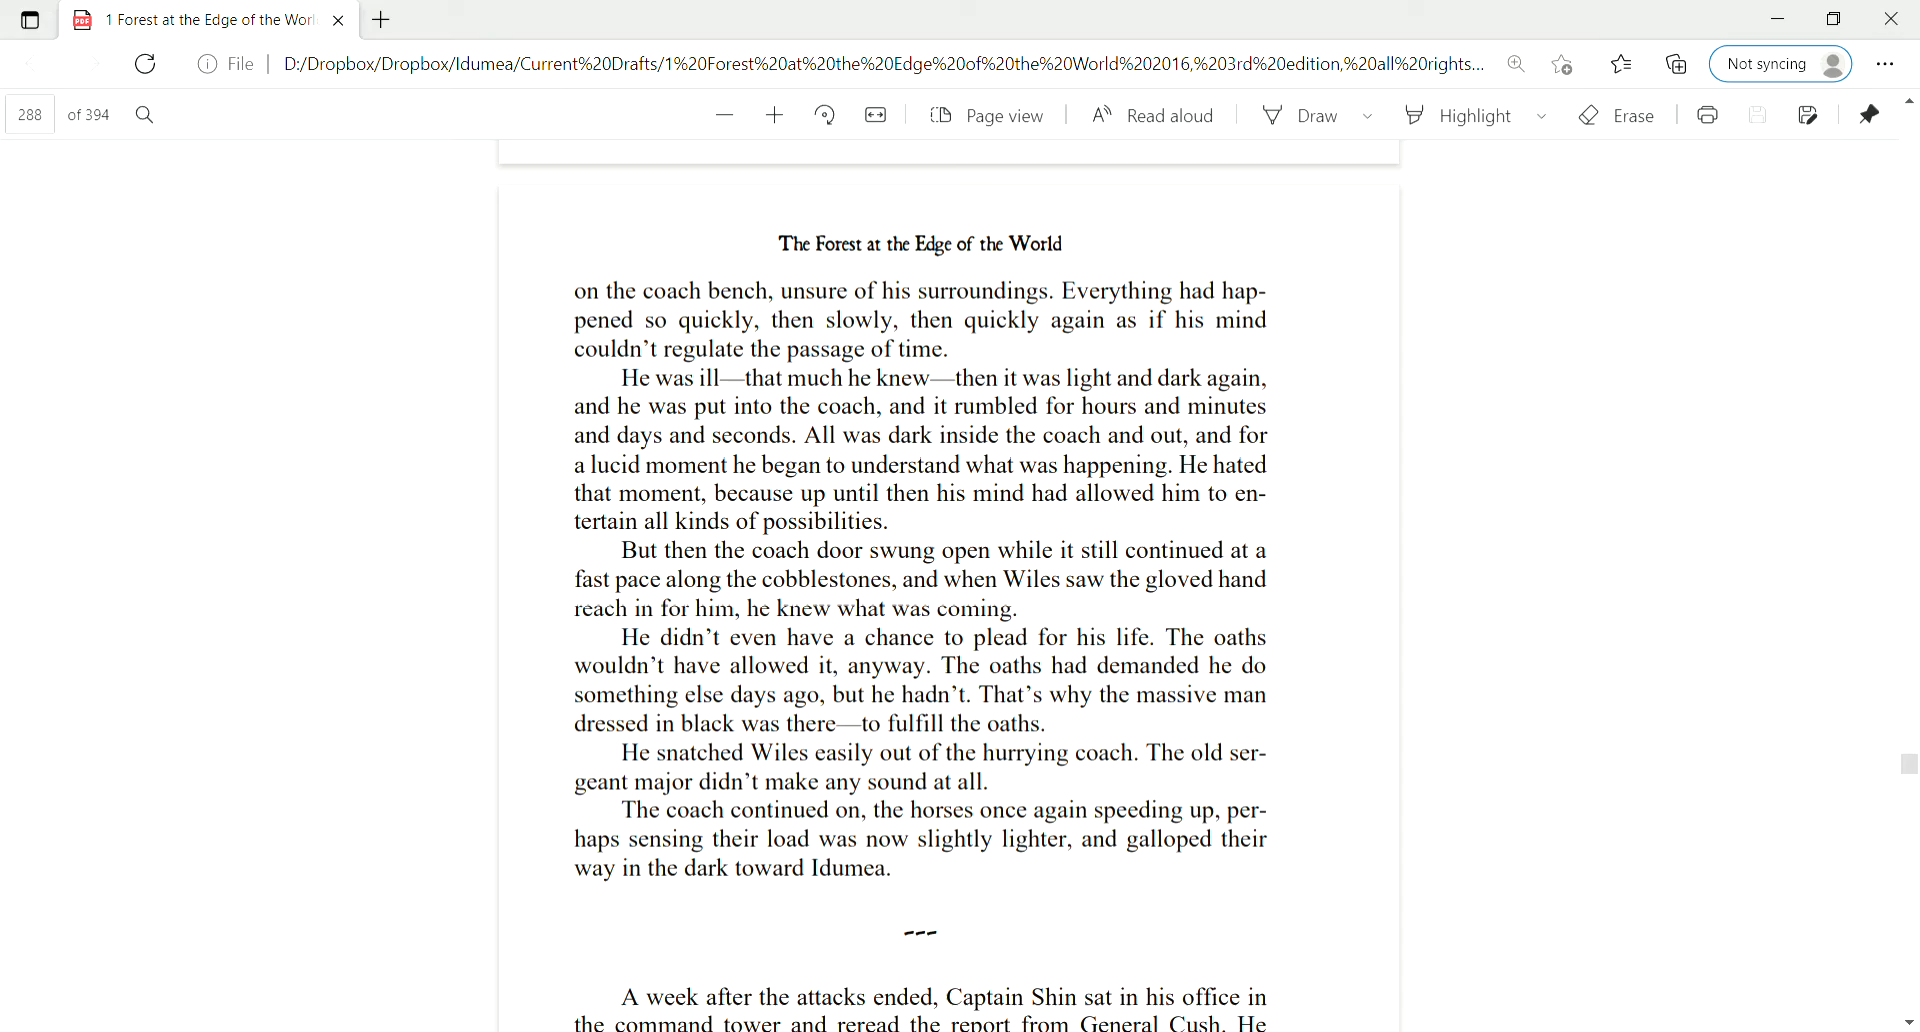 1 Forest at the Edge of the Worl
File
D:/Dropbox/Dropbox/Idumea/Current%20Drafts/1%20Forest%20at%20the%20Edge%20of%20the%20World%202016,%203rd%20edition,%20all%20rights...
Not syncing
288 of 394
Page view
Read aloud
Draw
Highlight
Erase
The Forest at the Edge of the World
on the coach bench, unsure of his surroundings. Everything had hap-
pened so quickly, then slowly, then quickly again as if his mind
couldn’t regulate the passage of time.
He was ill—that much he knew—then it was light and dark again,
and he was put into the coach, and it rumbled for hours and minutes
and days and seconds. All was dark inside the coach and out, and for
a lucid moment he began to understand what was happening. He hated
that moment, because up until then his mind had allowed him to en-
tertain all kinds of possibilities.
But then the coach door swung open while it still continued at a
fast pace along the cobblestones, and when Wiles saw the gloved hand
reach in for him, he knew what was coming.
He didn’t even have a chance to plead for his life. The oaths
wouldn’t have allowed it, anyway. The oaths had demanded he do
something else days ago, but he hadn’t. That’s why the massive man
dressed in black was there—to fulfill the oaths.
He snatched Wiles easily out of the hurrying coach. The old ser-
geant major didn’t make any sound at all.
The coach continued on, the horses once again speeding up, per-
haps sensing their load was now slightly lighter, and galloped their
way in the dark toward Idumea.
---
A week after the attacks ended, Captain Shin sat in his office in
the command tower and reread the report from General Cush. He